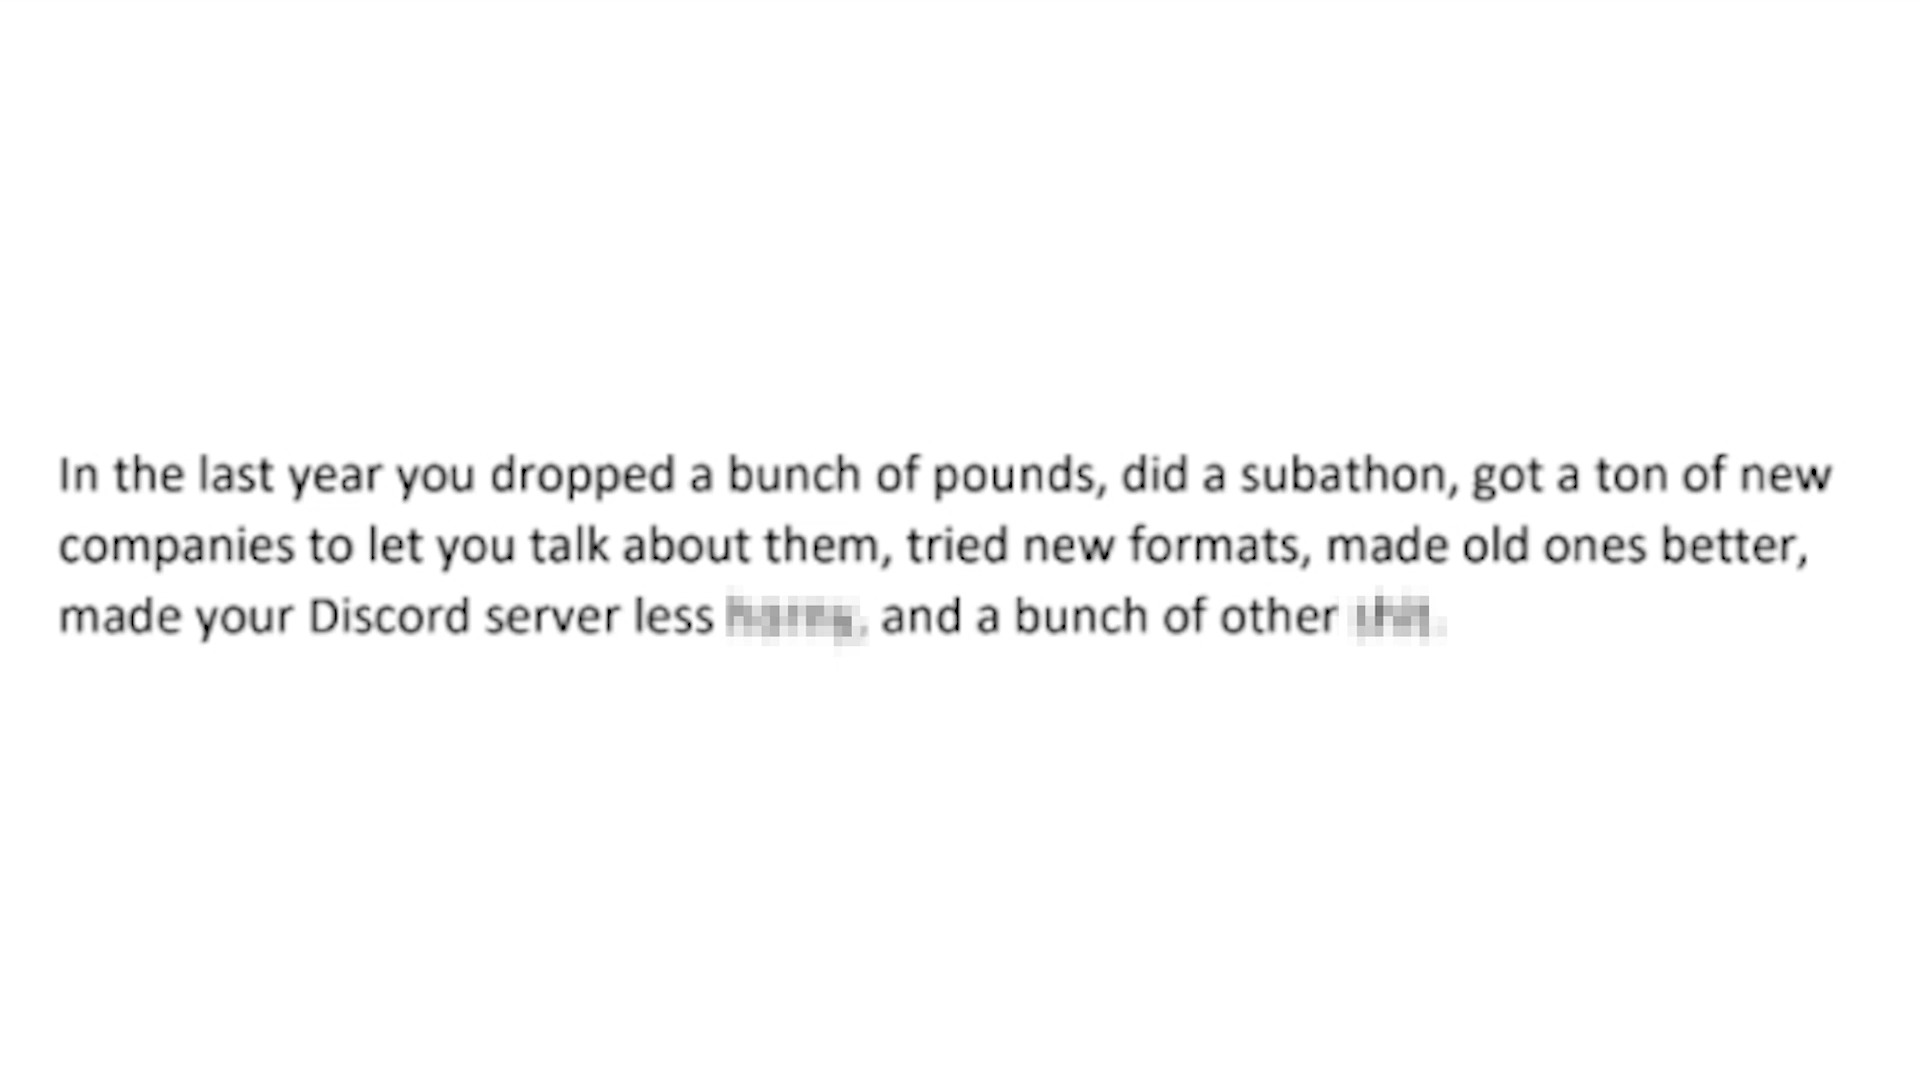 In the last year you dropped a bunch of pounds, did a subathon, got a ton of new
companies to let you talk about them, tried new formats, made old ones better,
made your Discord server less and a bunch of other